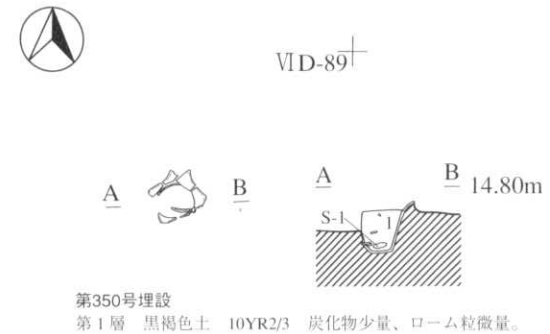 ⅥD-89
A B A B 14.80m
S-1 1
第350号埋設
第1層 黒褐色土 10YR2/3 炭化物少量、ローム粒微量。